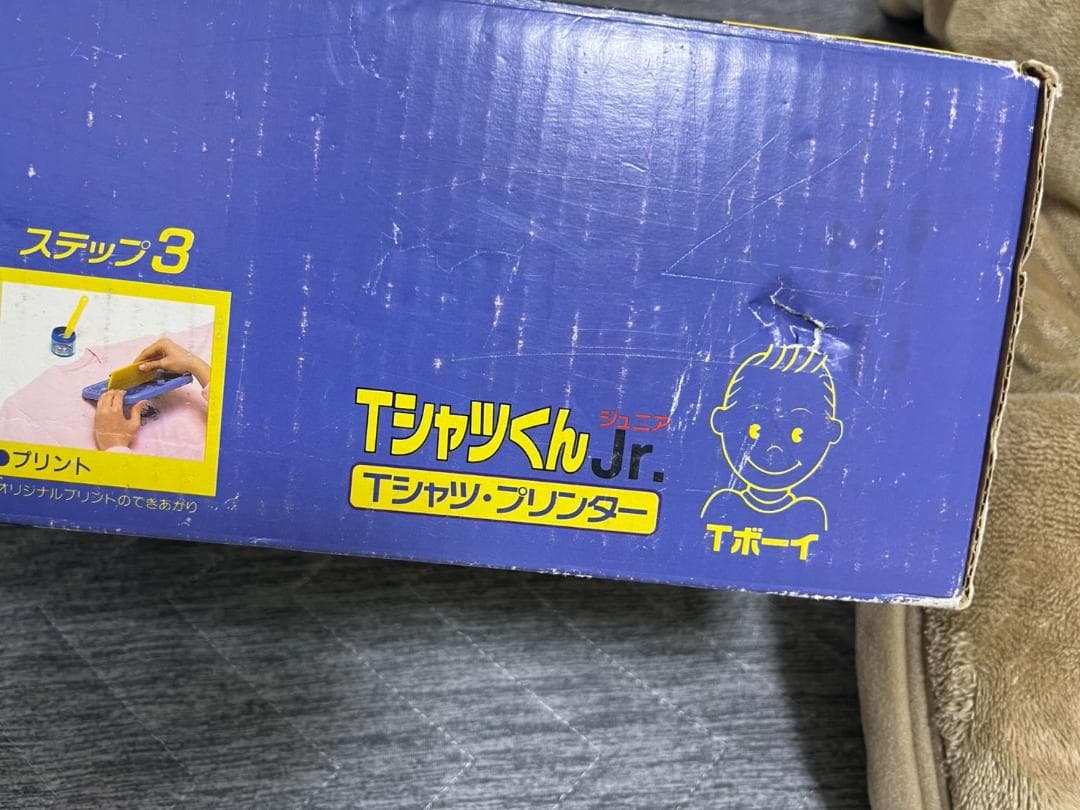 ステップ3
●プリント
オリジナルプリントのできあがり
Tシャツくん
ジュニア
Jr.
Tシャツ・プリンター
Tボーイ